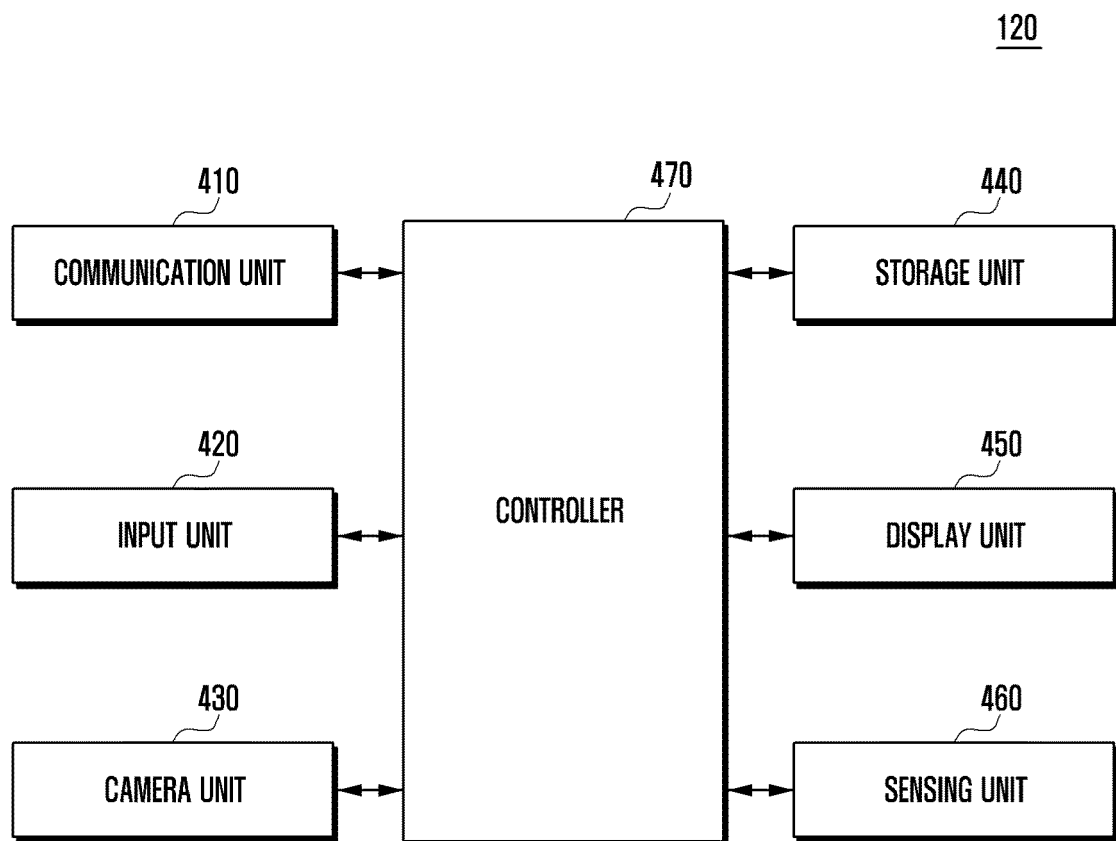 120
410
470
440
COMMUNICATION UNIT
STORAGE UNIT
420
450
INPUT UNIT
CONTROLLER
DISPLAY UNIT
430
460
CAMERA UNIT
SENSING UNIT